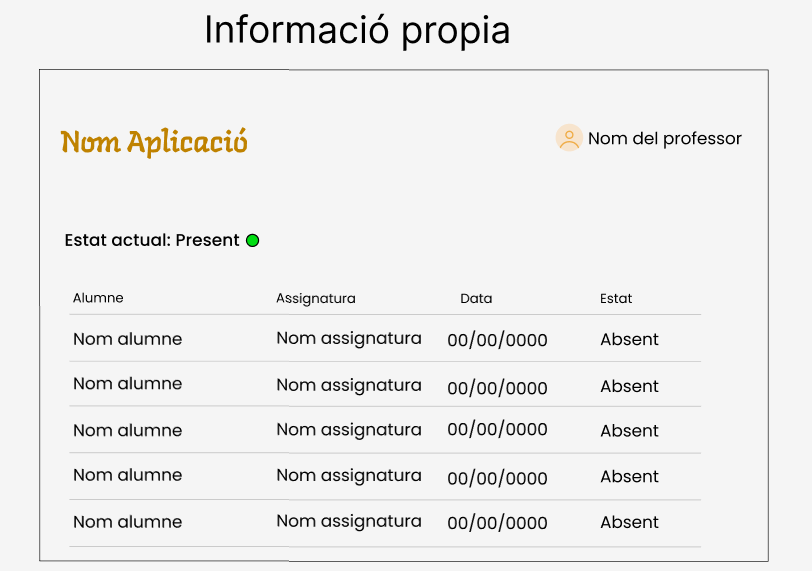 Informació propia
Nom Aplicació
Nom del professor
Estat actual: Present
Alumne Assignatura Data Estat
Nom alumne Nom assignatura 00/00/0000 Absent
Nom alumne Nom assignatura 00/00/0000 Absent
Nom alumne Nom assignatura 00/00/0000 Absent
Nom alumne Nom assignatura 00/00/0000 Absent
Nom alumne Nom assignatura 00/00/0000 Absent